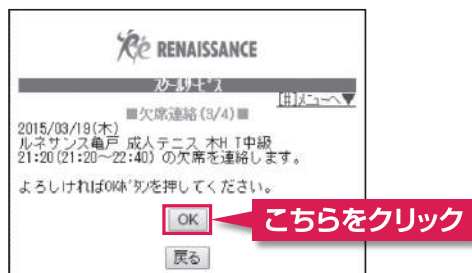 RENAISSANCE
スクールサービス
[#]メニューへ▼
■欠席連絡(3/4)■
2015/03/19(木)
ルネサンス亀戸 成人テニス 木H I中級
21:20(21:20~22:40) の欠席を連絡します。
よろしければOKボタンを押してください。
OK
こちらをクリック
戻る